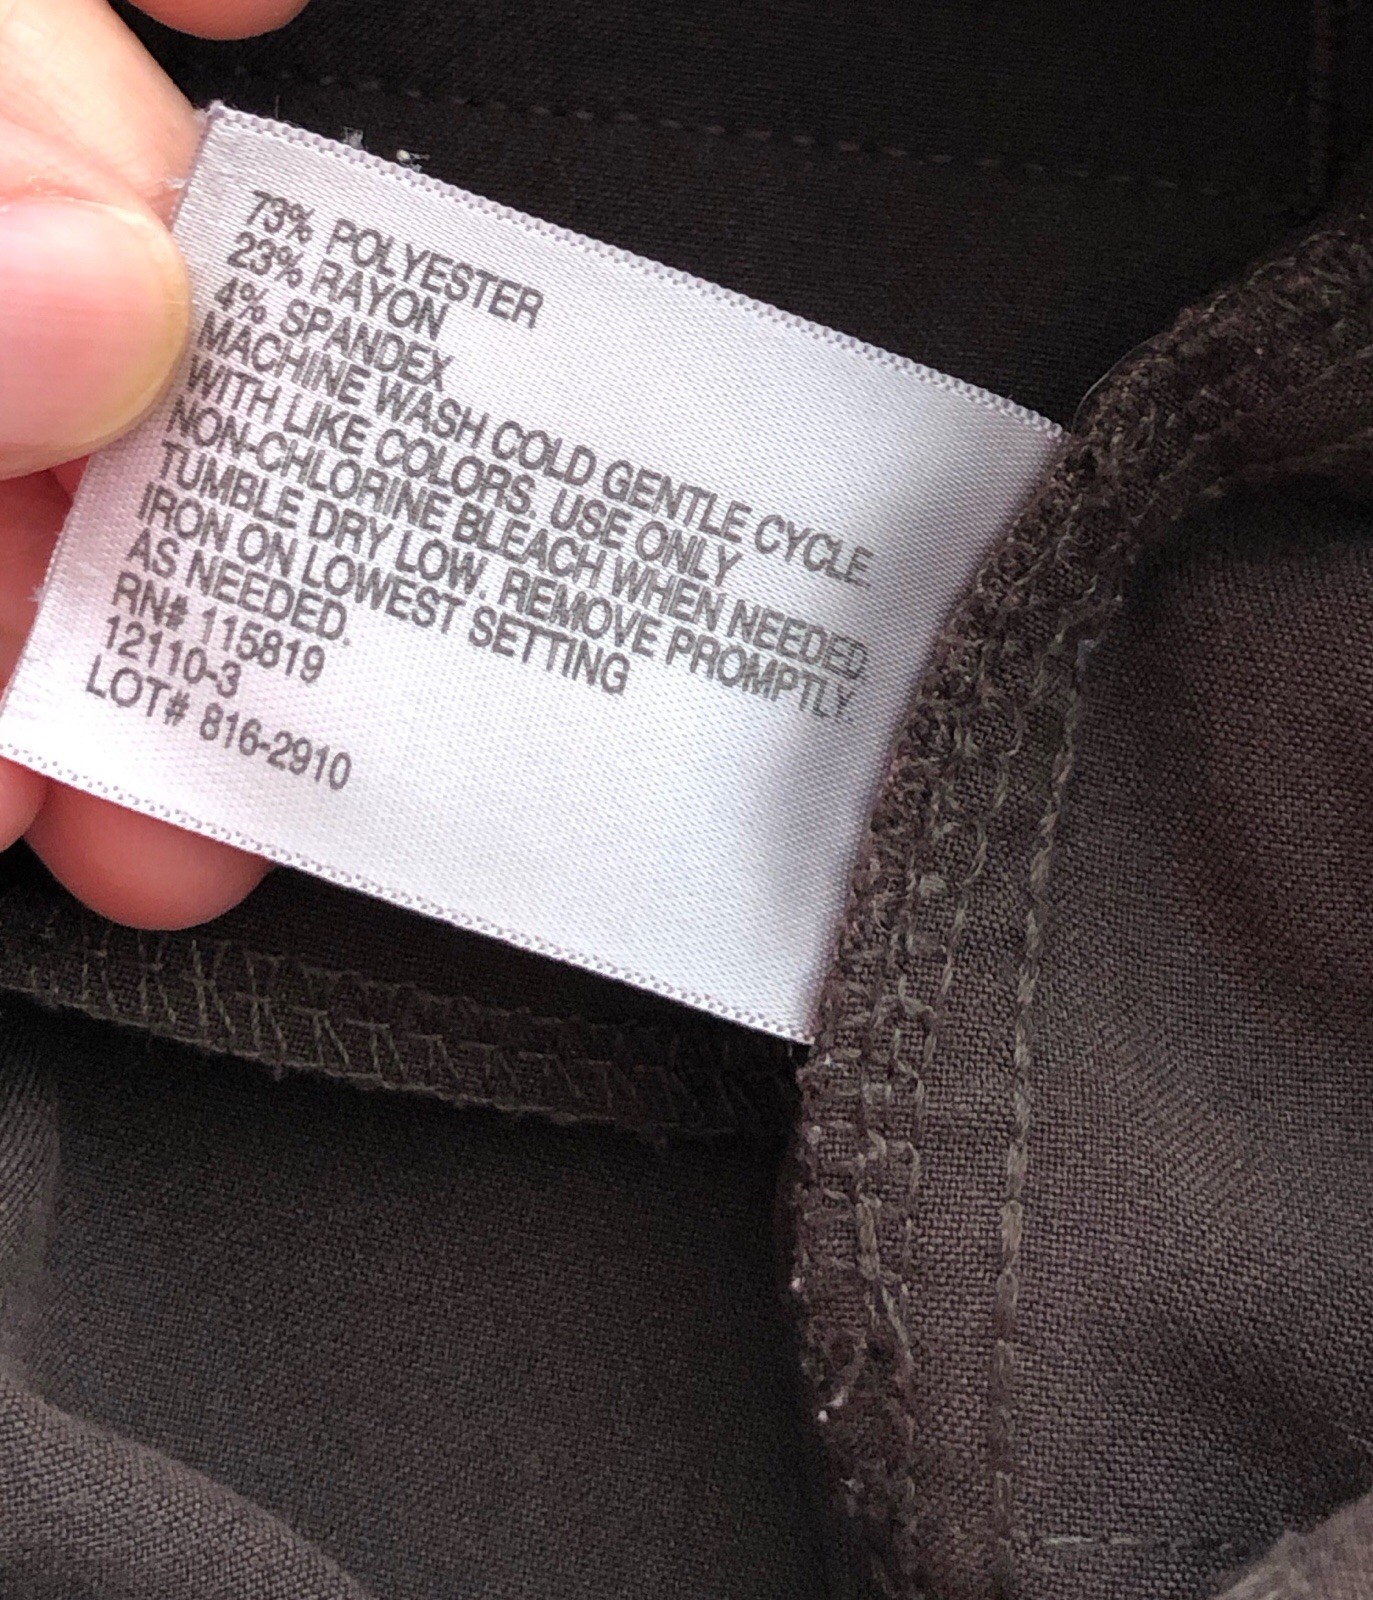 73% POLYESTER
23% RAYON
4% SPANDEX
MACHINE WASH COLD GENTLE CYCLE.
WITH LIKE COLORS. USE ONLY
NON-CHLORINE BLEACH WHEN NEEDED
TUMBLE DRY LOW. REMOVE PROMPTLY.
IRON ON LOWEST SETTING
AS NEEDED.
RN# 115819
12110-3
LOT# 816-2910